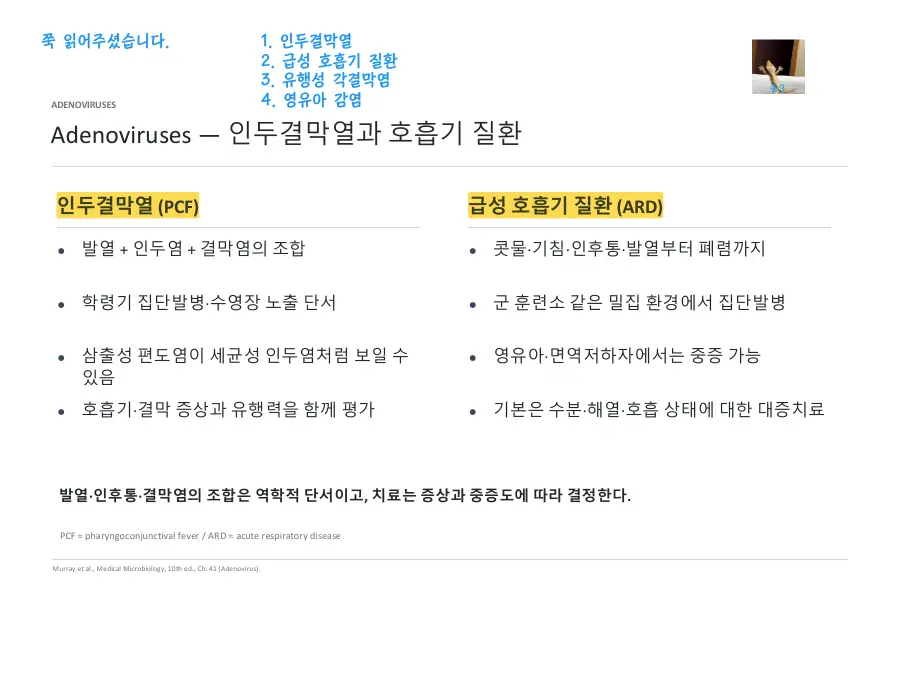 쭉 읽어주셨습니다.
1. 인두결막열
2. 급성 호흡기 질환
3. 유행성 각결막염
4. 영유아 감염
ADENOVIRUSES
Adenoviruses — 인두결막열과 호흡기 질환
인두결막열 (PCF)
• 발열 + 인두염 + 결막염의 조합
• 학령기 집단발병·수영장 노출 단서
• 삼출성 편도염이 세균성 인두염처럼 보일 수
있음
• 호흡기·결막 증상과 유행력을 함께 평가
급성 호흡기 질환 (ARD)
• 콧물·기침·인후통·발열부터 폐렴까지
• 군 훈련소 같은 밀집 환경에서 집단발병
• 영유아·면역저하자에서는 중증 가능
• 기본은 수분·해열·호흡 상태에 대한 대증치료
발열·인후통·결막염의 조합은 역학적 단서이고, 치료는 증상과 중증도에 따라 결정한다.
PCF = pharyngoconjunctival fever / ARD = acute respiratory disease
Murray et al., Medical Microbiology, 10th ed., Ch. 41 (Adenovirus).